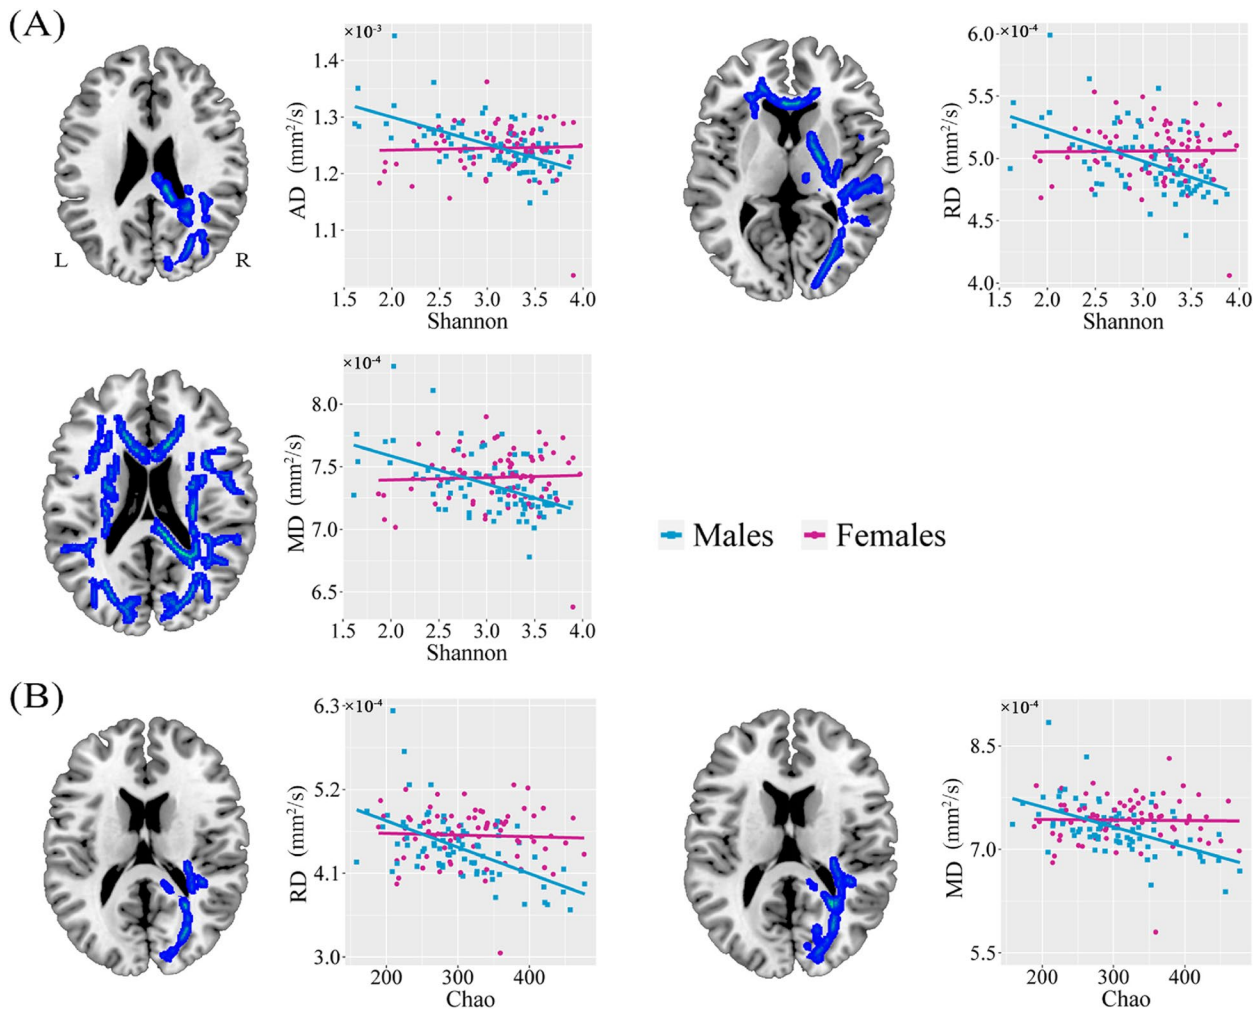 (A)
L
R
×10⁻³
1.4
1.3
1.2
1.1
AD (mm²/s)
1.5 2.0 2.5 3.0 3.5 4.0
Shannon
×10⁻⁴
6.0
5.5
5.0
4.5
4.0
RD (mm²/s)
1.5 2.0 2.5 3.0 3.5 4.0
Shannon
×10⁻⁴
8.0
7.5
7.0
6.5
MD (mm²/s)
1.5 2.0 2.5 3.0 3.5 4.0
Shannon
Males Females
(B)
6.3 ×10⁻⁴
5.2
4.1
3.0
RD (mm²/s)
200 300 400
Chao
×10⁻⁴
8.5
7.0
5.5
MD (mm²/s)
200 300 400
Chao